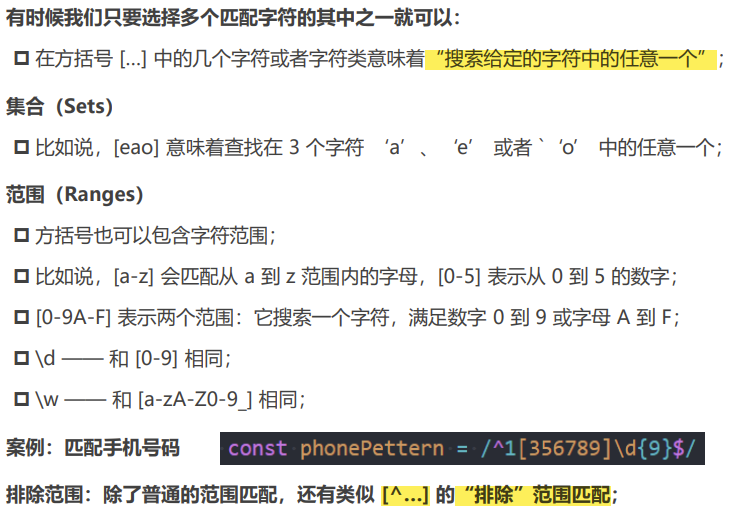 有时候我们只要选择多个匹配字符的其中之一就可以：
在方括号 […] 中的几个字符或者字符类意味着“搜索给定的字符中的任意一个”；
集合（Sets）
比如说，[eao] 意味着查找在 3 个字符 ‘a’、‘e’ 或者 `‘o’ 中的任意一个；
范围（Ranges）
方括号也可以包含字符范围；
比如说，[a-z] 会匹配从 a 到 z 范围内的字母，[0-5] 表示从 0 到 5 的数字；
[0-9A-F] 表示两个范围：它搜索一个字符，满足数字 0 到 9 或字母 A 到 F；
\d —— 和 [0-9] 相同；
\w —— 和 [a-zA-Z0-9_] 相同；
案例：匹配手机号码 const phonePettern = /^1[356789]\d{9}$/
排除范围：除了普通的范围匹配，还有类似 [^…] 的“排除”范围匹配；